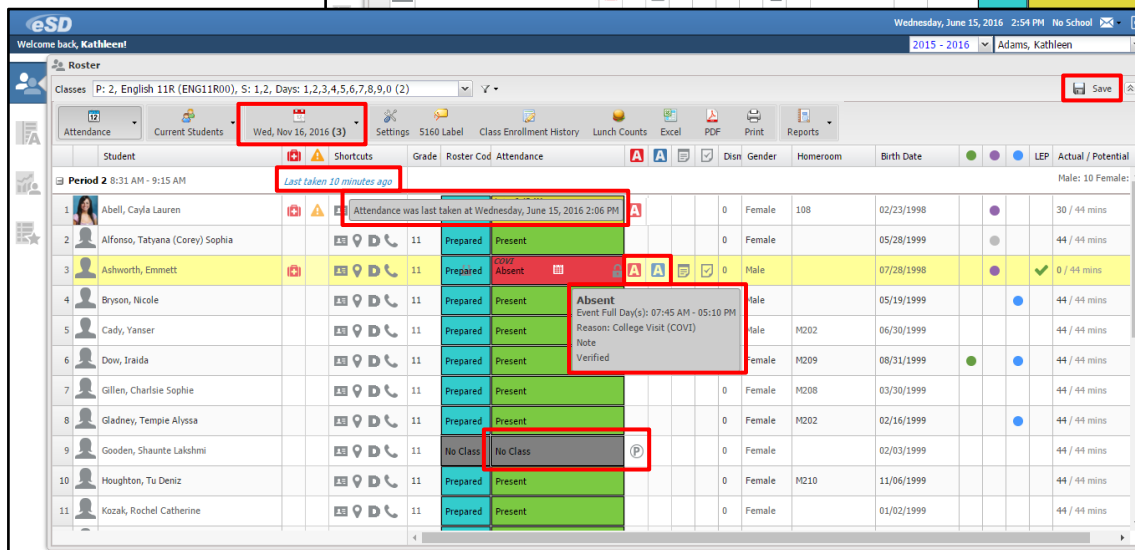 eSD
Wednesday, June 15, 2016 2:54 PM No School
Welcome back, Kathleen!
2015 - 2016 Adams, Kathleen
Roster
Classes P: 2, English 11R (ENG11R00), S: 1,2, Days: 1,2,3,4,5,6,7,8,9,0 (2) Save
Attendance Current Students Wed, Nov 16, 2016 (3) Settings 5160 Label Class Enrollment History Lunch Counts Excel PDF Print Reports
Student Shortcuts Grade Roster Cod Attendance A A Disn Gender Homeroom Birth Date LEP Actual / Potential
Period 2 8:31 AM - 9:15 AM Last taken 10 minutes ago Male: 10 Female:
1 Abell, Cayla Lauren A 0 Female 108 02/23/1998 30 / 44 mins
Attendance was last taken at Wednesday, June 15, 2016 2:06 PM
2 Alfonso, Tatyana (Corey) Sophia D 11 Prepared Present 0 Female 05/28/1999 44 / 44 mins
3 Ashworth, Emmett D 11 Prepared COVI Absent A A 0 Male 07/28/1998 0 / 44 mins
4 Bryson, Nicole D 11 Prepared Present Male 05/19/1999 44 / 44 mins
5 Cady, Yanser D 11 Prepared Present Male M202 06/30/1999 44 / 44 mins
6 Dow, Iraida D 11 Prepared Present Female M209 08/31/1999 44 / 44 mins
Absent
Event Full Day(s): 07:45 AM - 05:10 PM
Reason: College Visit (COVI)
Note
Verified
7 Gillen, Charlsie Sophie D 11 Prepared Present 0 Female M208 03/30/1999 44 / 44 mins
8 Gladney, Tempie Alyssa D 11 Prepared Present 0 Female M202 02/16/1999 44 / 44 mins
9 Gooden, Shaunte Lakshmi D 11 No Class No Class P 0 Female 02/03/1999 44 / 44 mins
10 Houghton, Tu Deniz D 11 Prepared Present 0 Female M210 11/06/1999 44 / 44 mins
11 Kozak, Rochel Catherine D 11 Prepared Present 0 Female 01/02/1999 44 / 44 mins